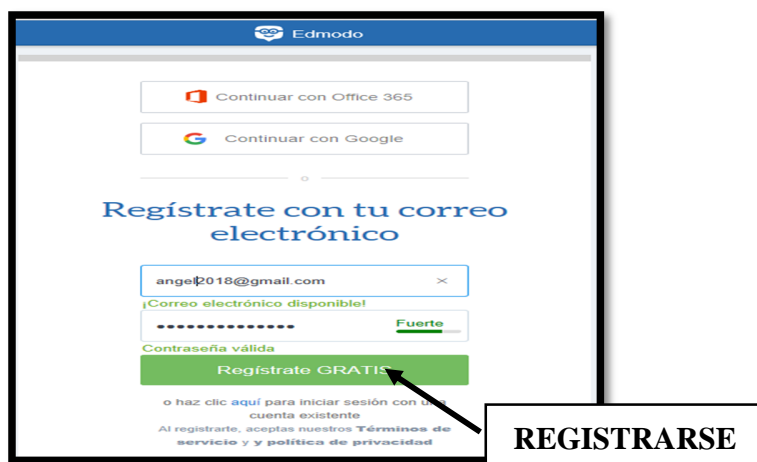 Edmodo
Continuar con Office 365
Continuar con Google
o
Regístrate con tu correo
electrónico
angel2018@gmail.com ×
¡Correo electrónico disponible!
•••••••••••••• Fuerte
Contraseña válida
Regístrate GRATIS
o haz clic aquí para iniciar sesión con una
cuenta existente
Al registrarte, aceptas nuestros Términos de
servicio y y política de privacidad
REGISTRARSE